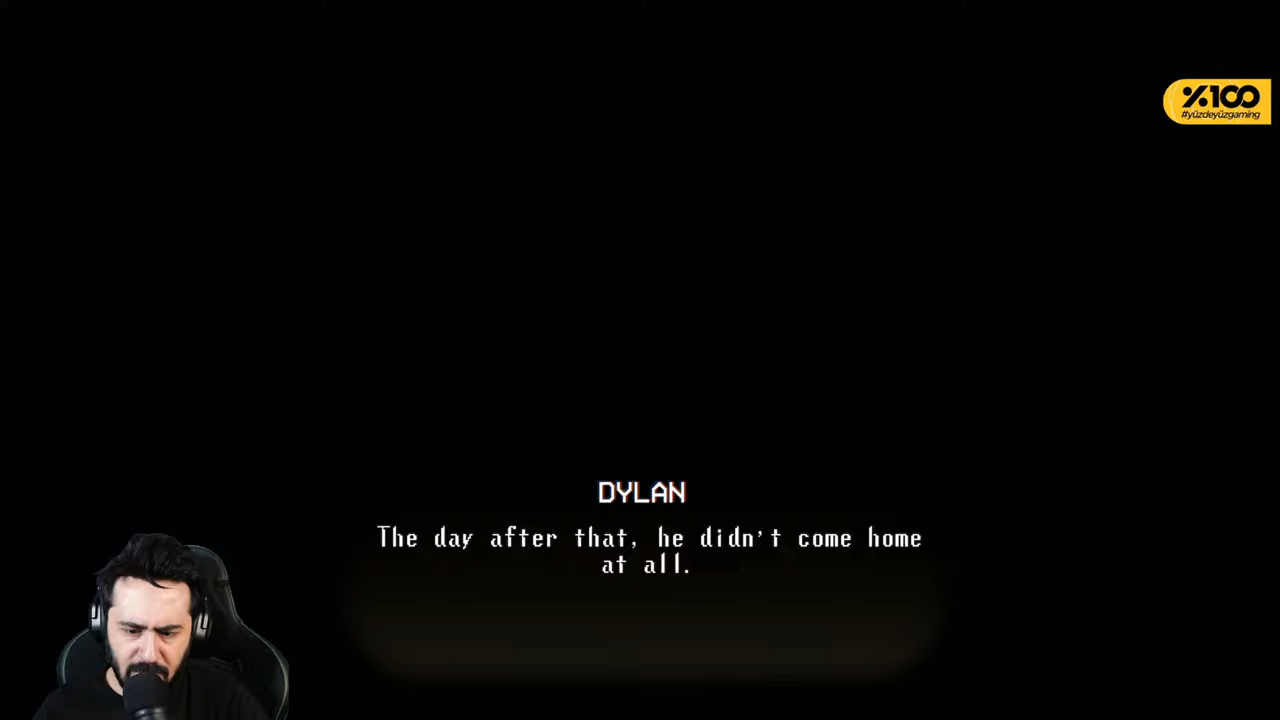 %100
#yüzdeyüzgaming
DYLAN
The day after that, he didn't come home
at all.